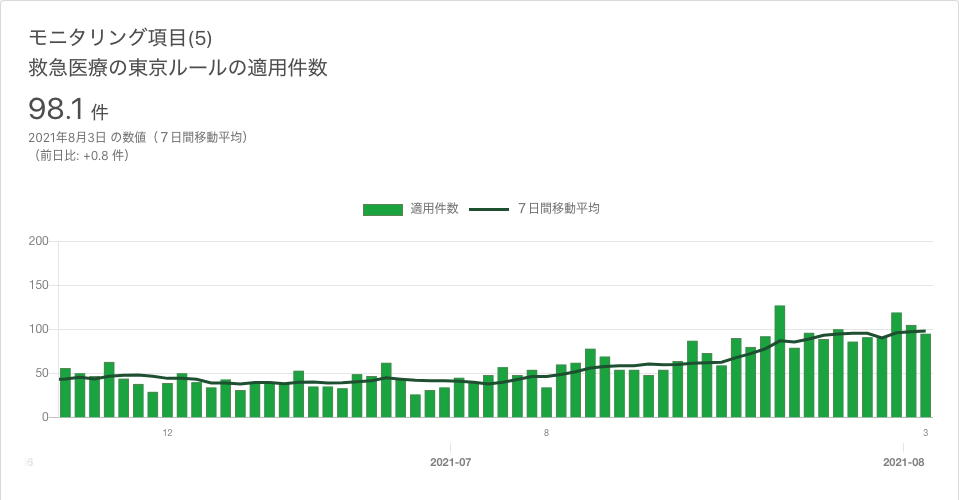 モニタリング項目(5)
救急医療の東京ルールの適用件数
98.1 件
2021年8月3日 の数値（７日間移動平均）
（前日比: +0.8 件）
適用件数 ７日間移動平均
200
150
100
50
0
12 8 3
6 2021-07 2021-08